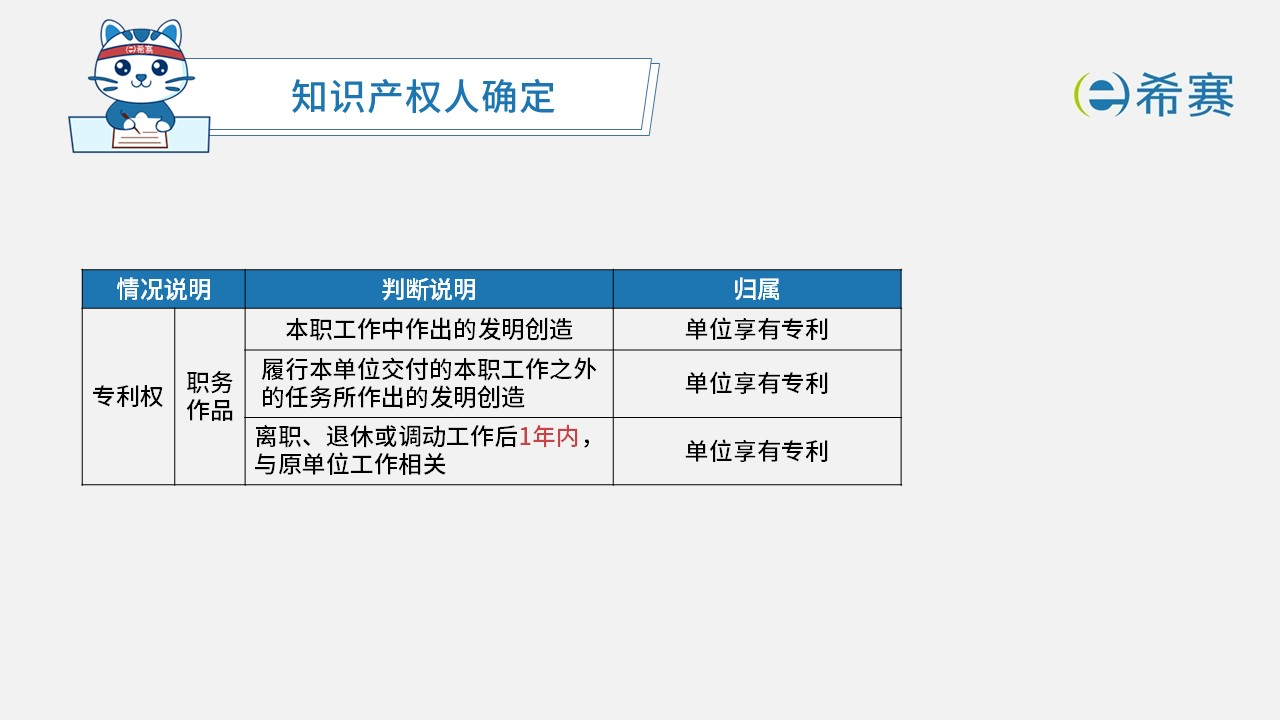 希赛
知识产权人确定
希赛
情况说明 判断说明 归属
专利权
职务
作品
本职工作中作出的发明创造 单位享有专利
履行本单位交付的本职工作之外
的任务所作出的发明创造
单位享有专利
离职、退休或调动工作后1年内，
与原单位工作相关
单位享有专利